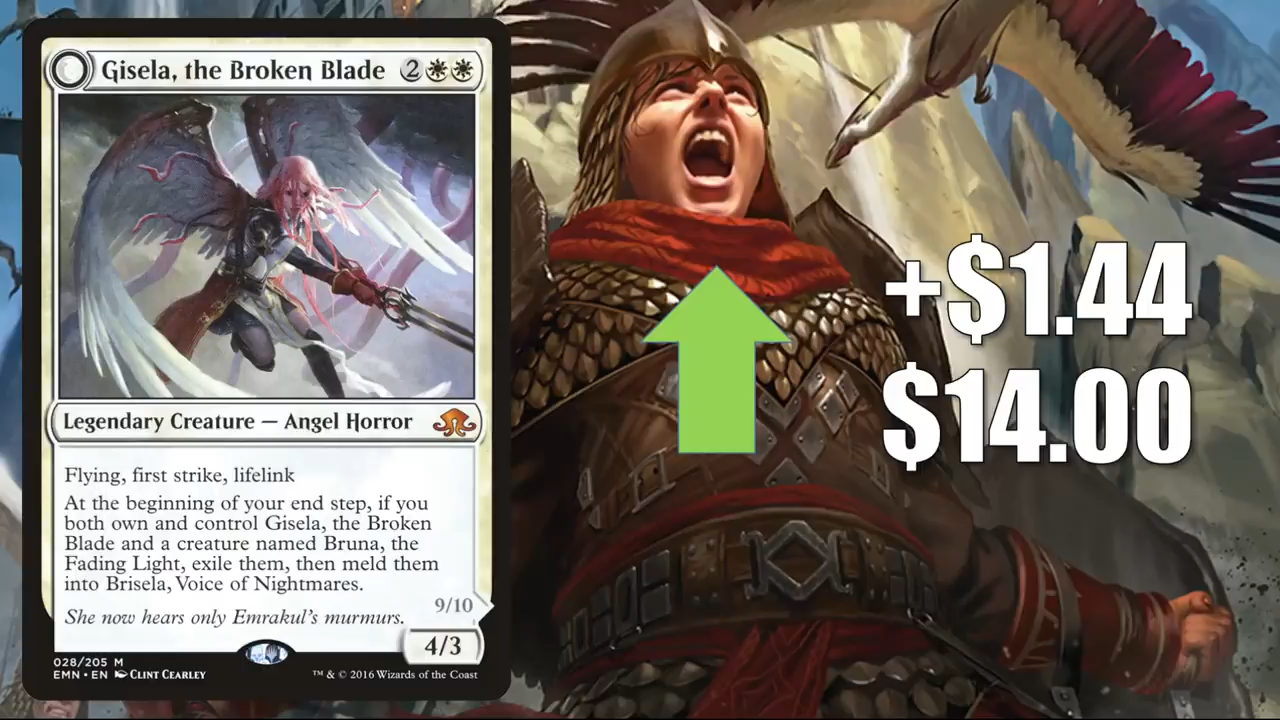 Gisela, the Broken Blade 2
Legendary Creature — Angel Horror
Flying, first strike, lifelink
At the beginning of your end step, if you
both own and control Gisela, the Broken
Blade and a creature named Bruna, the
Fading Light, exile them, then meld them
into Brisela, Voice of Nightmares.
She now hears only Emrakul's murmurs.
9/10
4/3
028/205 M
EMN • EN CLINT CEARLEY
™ & © 2016 Wizards of the Coast
+$1.44
$14.00